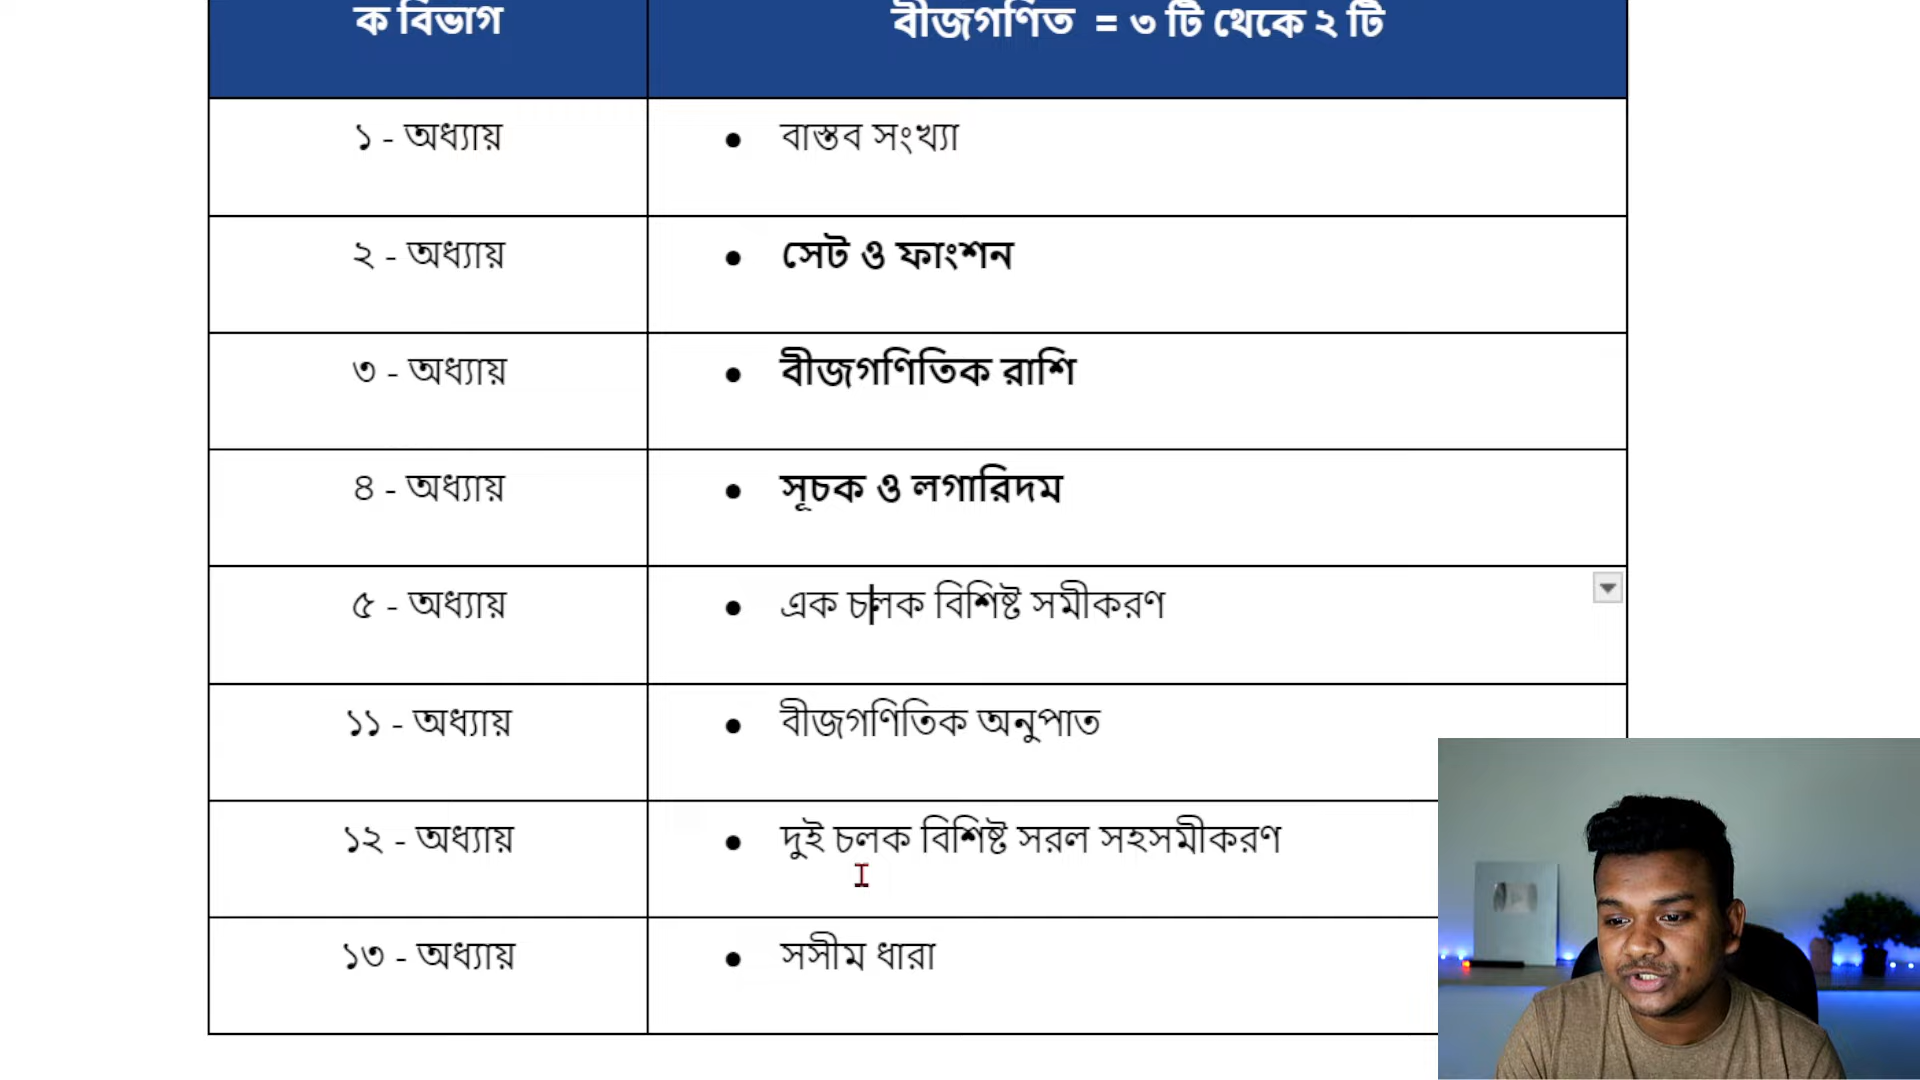 ক বিভাগ
বীজগণিত = ৩ টি থেকে ২ টি
১ - অধ্যায়
● বাস্তব সংখ্যা
২ - অধ্যায়
● সেট ও ফাংশন
৩ - অধ্যায়
● বীজগণিতিক রাশি
৪ - অধ্যায়
● সূচক ও লগারিদম
৫ - অধ্যায়
● এক চলক বিশিষ্ট সমীকরণ
১১ - অধ্যায়
● বীজগণিতিক অনুপাত
১২ - অধ্যায়
● দুই চলক বিশিষ্ট সরল সহসমীকরণ
১৩ - অধ্যায়
● সসীম ধারা